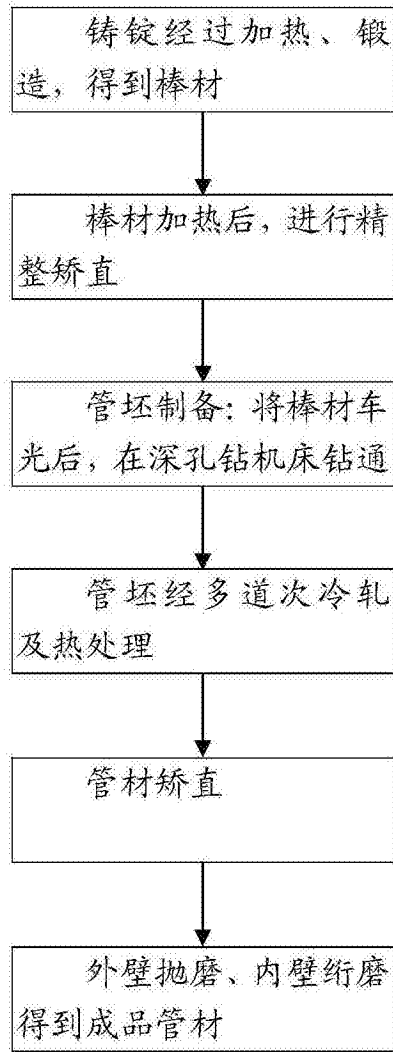 铸锭经过加热、锻
造，得到棒材
棒材加热后，进行精
整矫直
管坯制备：将棒材车
光后，在深孔钻机床钻通
管坯经多道次冷轧
及热处理
管材矫直
外壁抛磨、内壁绗磨
得到成品管材